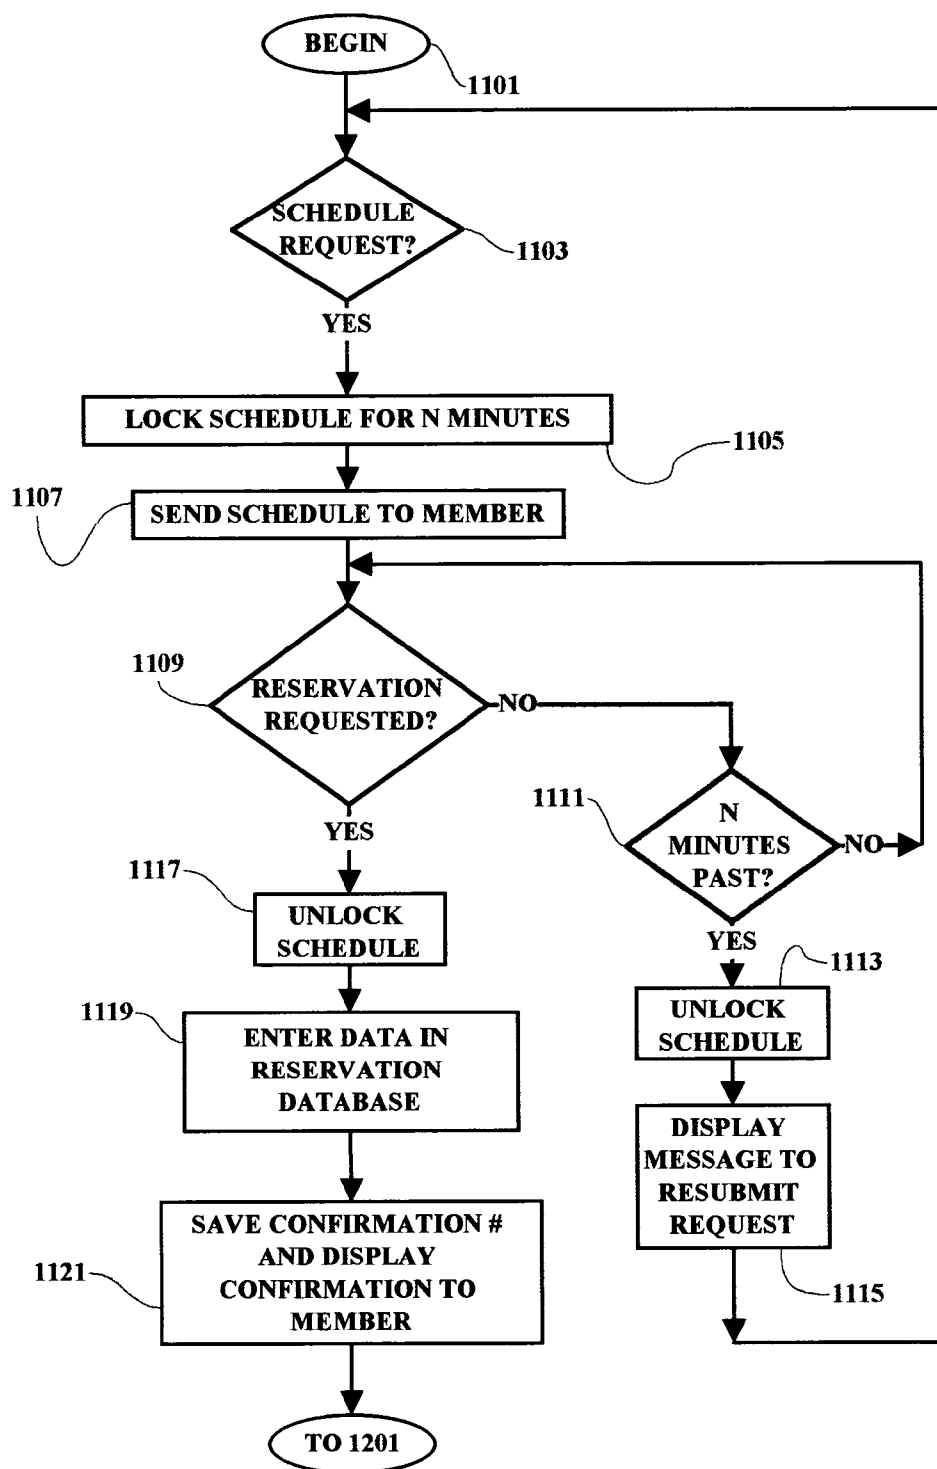 BEGIN
1101
SCHEDULE
REQUEST?
1103
YES
LOCK SCHEDULE FOR N MINUTES
1105
1107
SEND SCHEDULE TO MEMBER
1109
RESERVATION
REQUESTED?
NO
1111
N
MINUTES
PAST?
NO
YES
YES
1117
UNLOCK
SCHEDULE
1113
UNLOCK
SCHEDULE
1119
ENTER DATA IN
RESERVATION
DATABASE
DISPLAY
MESSAGE TO
RESUBMIT
REQUEST
1115
1121
SAVE CONFIRMATION #
AND DISPLAY
CONFIRMATION TO
MEMBER
TO 1201